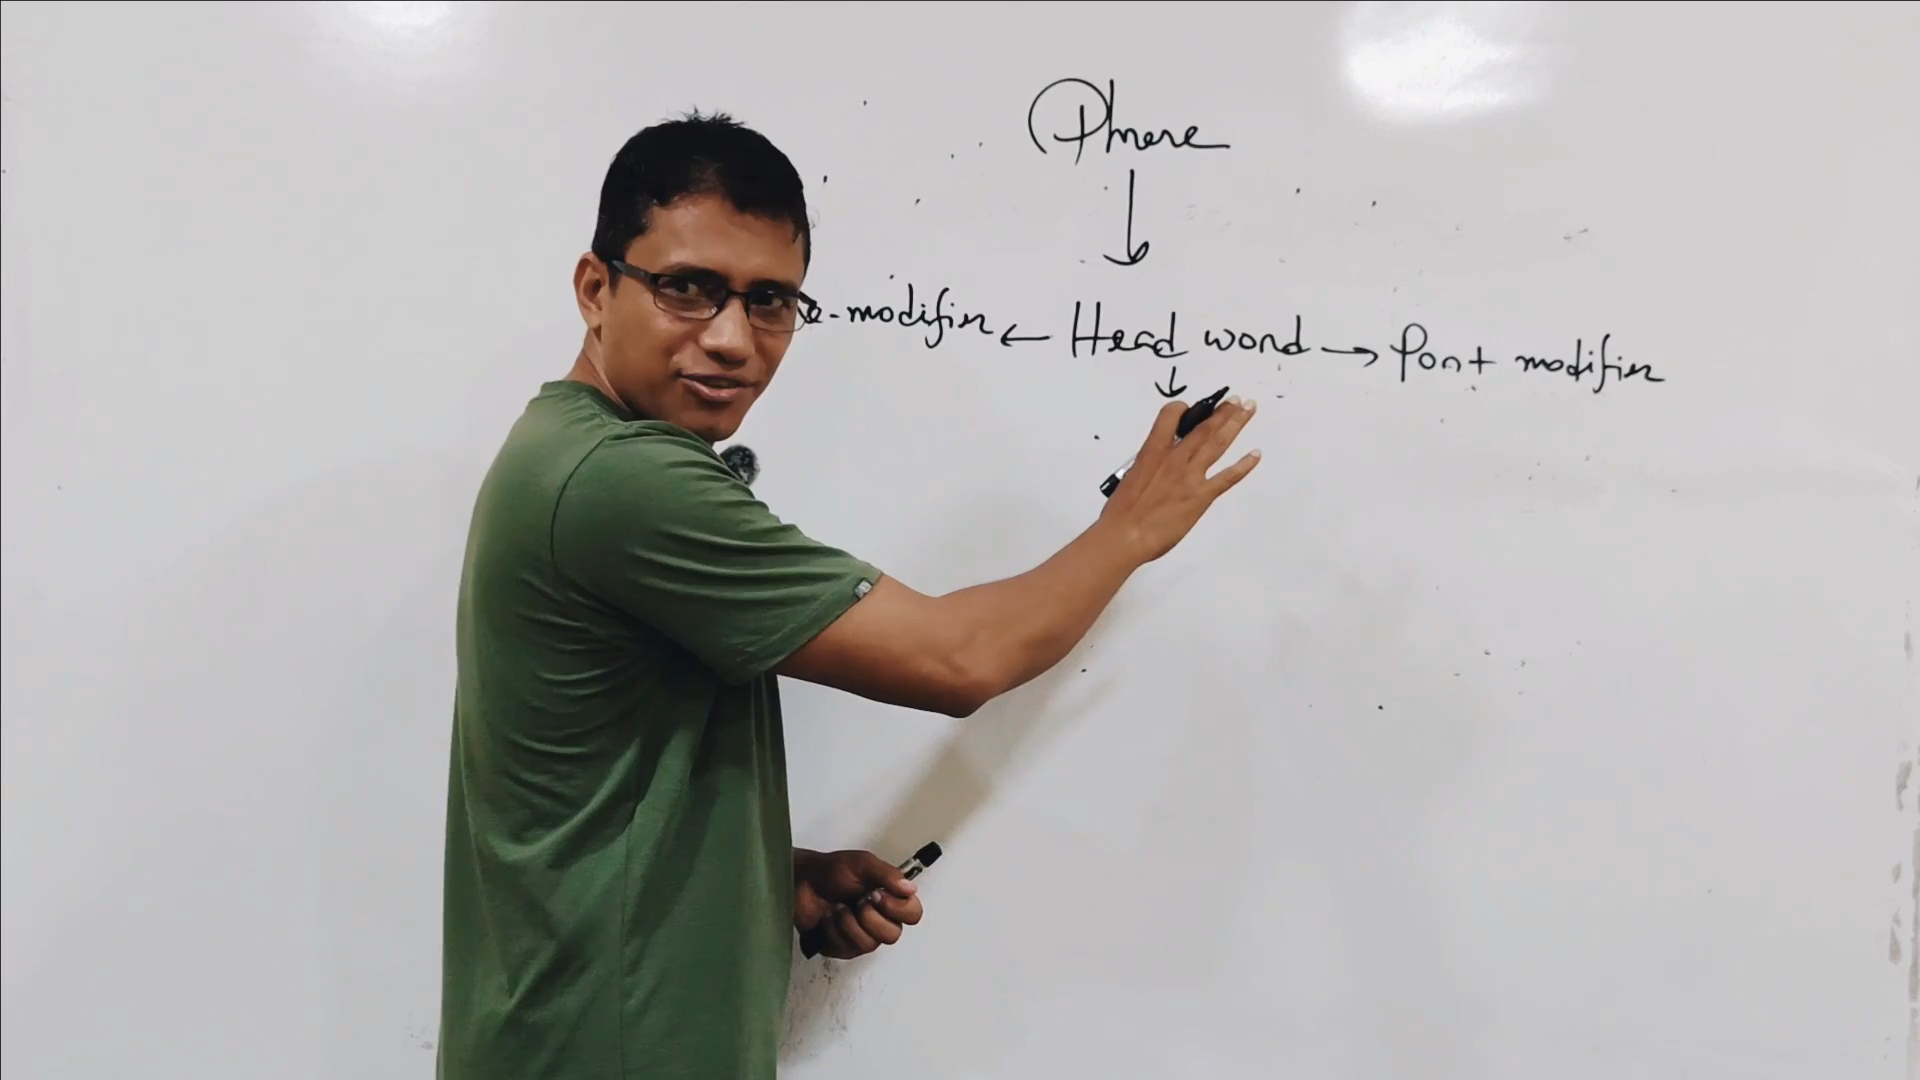 Phrase
e-modifier ← Head word → Post modifier
↓